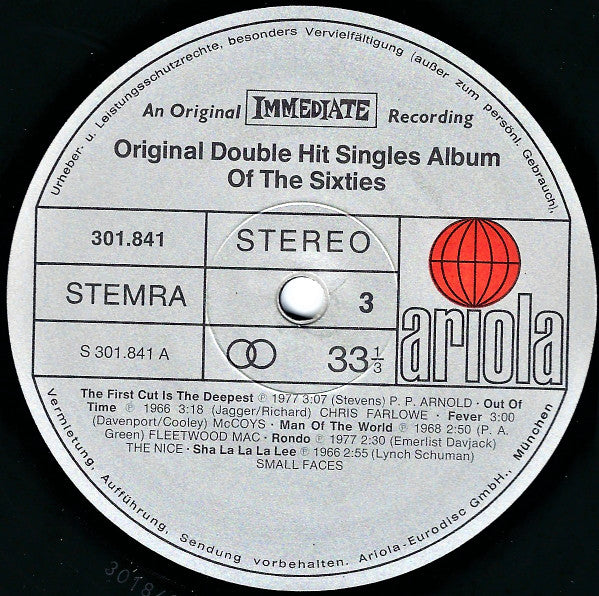 Urheber- u. Leistungsschutzrechte, besonders Vervielfältigung (außer zum persönl. Gebrauch),
An Original IMMEDIATE Recording
Original Double Hit Singles Album
Of The Sixties
301.841 STEREO
STEMRA 3
S 301.841 A 33 1/3
ariola
The First Cut Is The Deepest ℗ 1977 3:07 (Stevens) P. P. ARNOLD · Out Of
Time ℗ 1966 3:18 (Jagger/Richard) CHRIS FARLOWE · Fever 3:00
(Davenport/Cooley) McCOYS · Man Of The World ℗ 1968 2:50 (P. A.
Green) FLEETWOOD MAC · Rondo ℗ 1977 2:30 (Emerlist Davjack)
THE NICE · Sha La La La Lee ℗ 1966 2:55 (Lynch Schuman)
SMALL FACES
Vermietung, Aufführung, Sendung vorbehalten. Ariola-Eurodisc GmbH., München